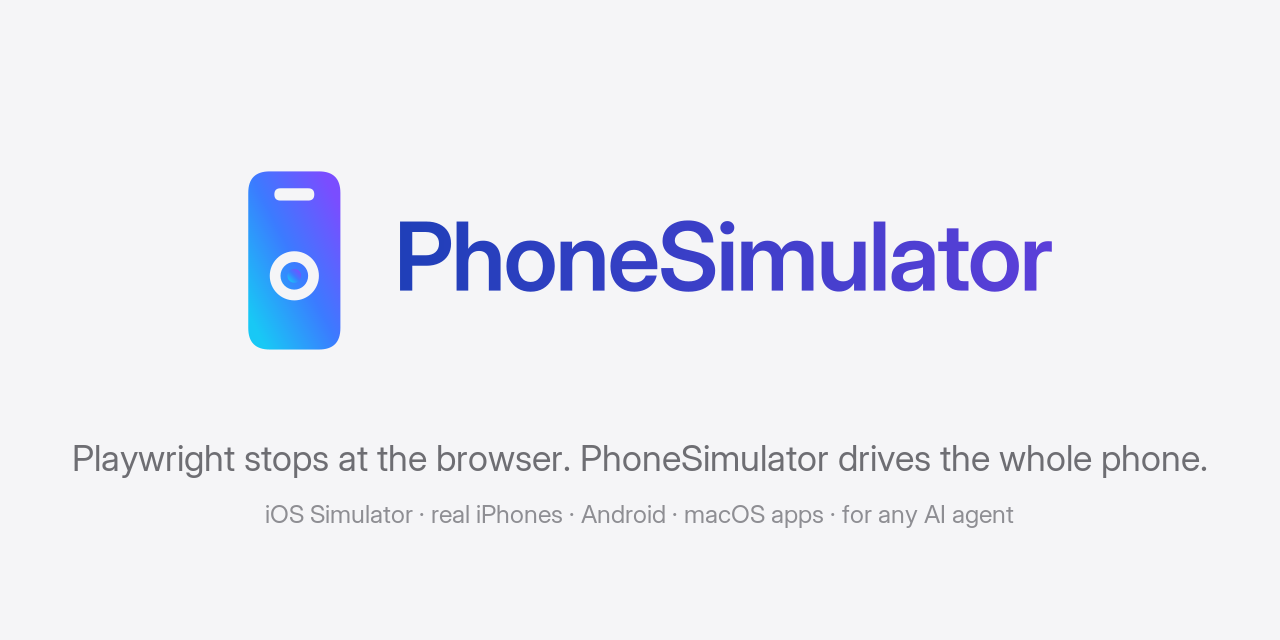 PhoneSimulator
Playwright stops at the browser. PhoneSimulator drives the whole phone.
iOS Simulator · real iPhones · Android · macOS apps · for any AI agent